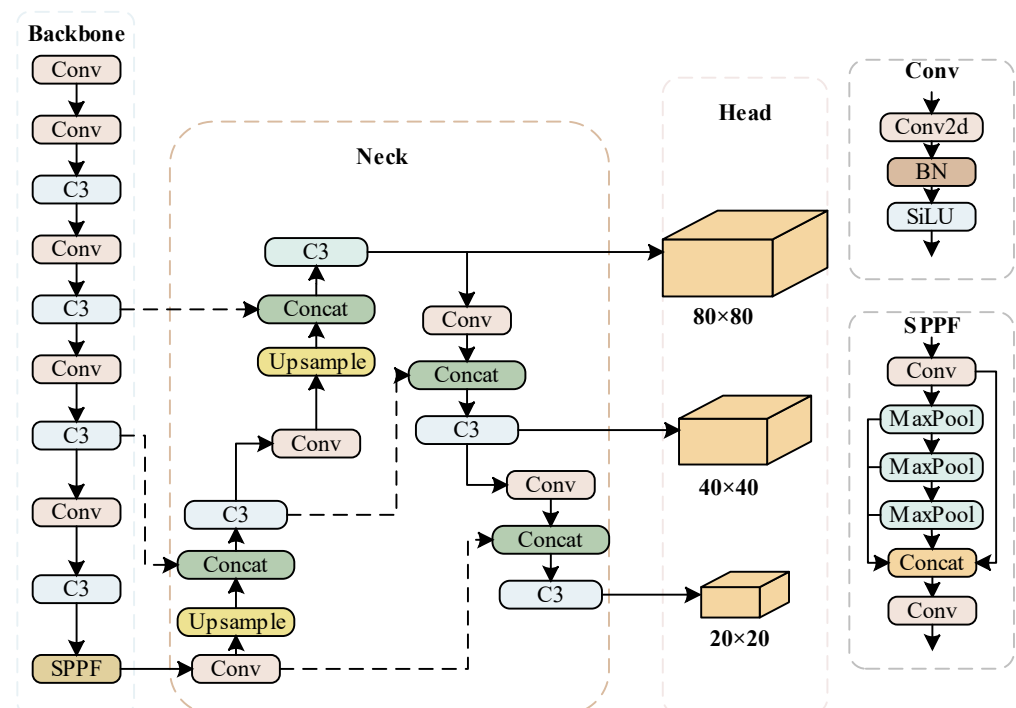 Backbone
Conv
Conv
C3
Conv
C3
Conv
C3
Conv
C3
SPPF
Neck
C3
Concat
Upsample
Conv
C3
Concat
Upsample
Conv
Conv
Concat
C3
Conv
Concat
C3
Head
80×80
40×40
20×20
Conv
Conv2d
BN
SiLU
SPPF
Conv
MaxPool
MaxPool
MaxPool
Concat
Conv